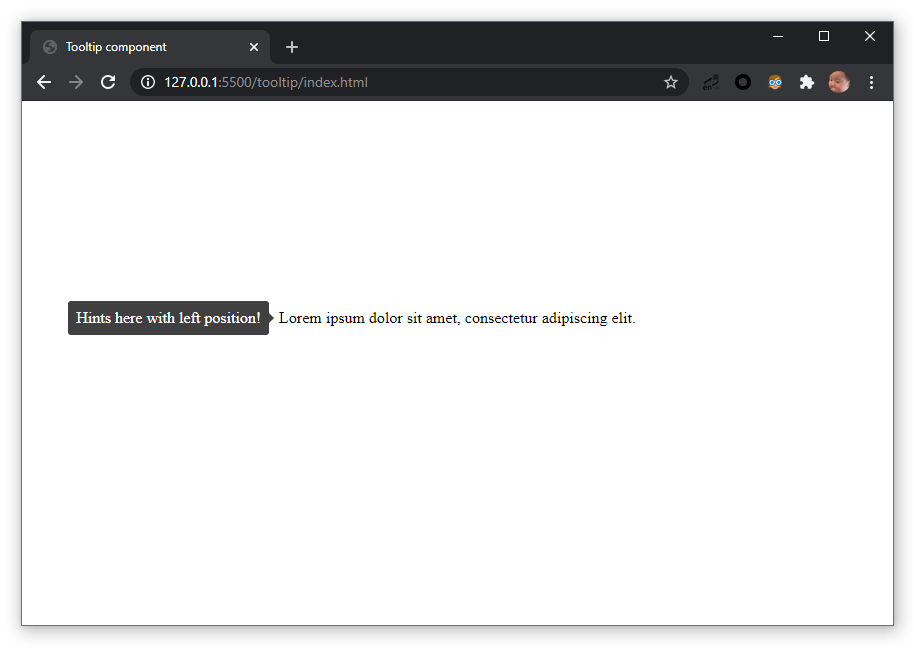 Tooltip component
127.0.0.1:5500/tooltip/index.html
Hints here with left position!
Lorem ipsum dolor sit amet, consectetur adipiscing elit.